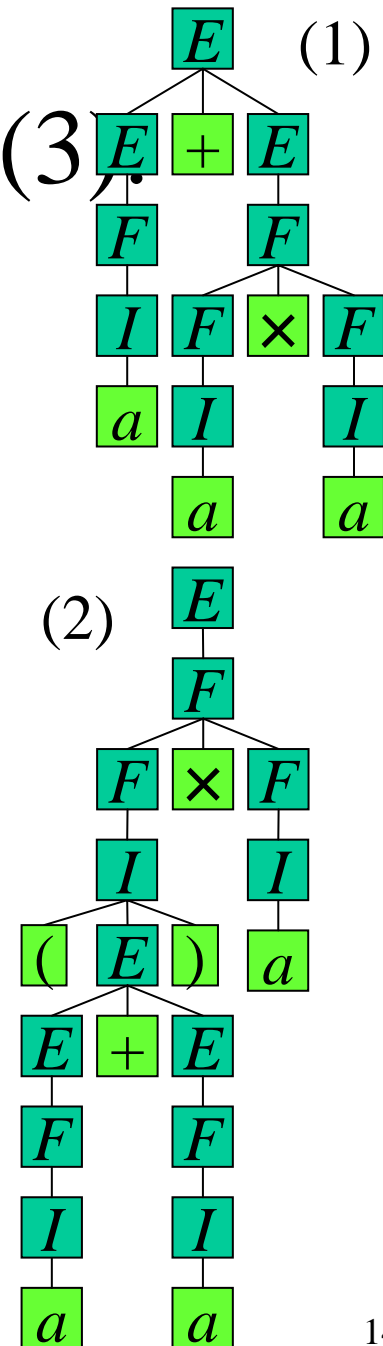 E (1)
(3).
E + E
F F
I F × F
a I I
a a
(2) E
F
F × F
I I
( E ) a
E + E
F F
I I
a a